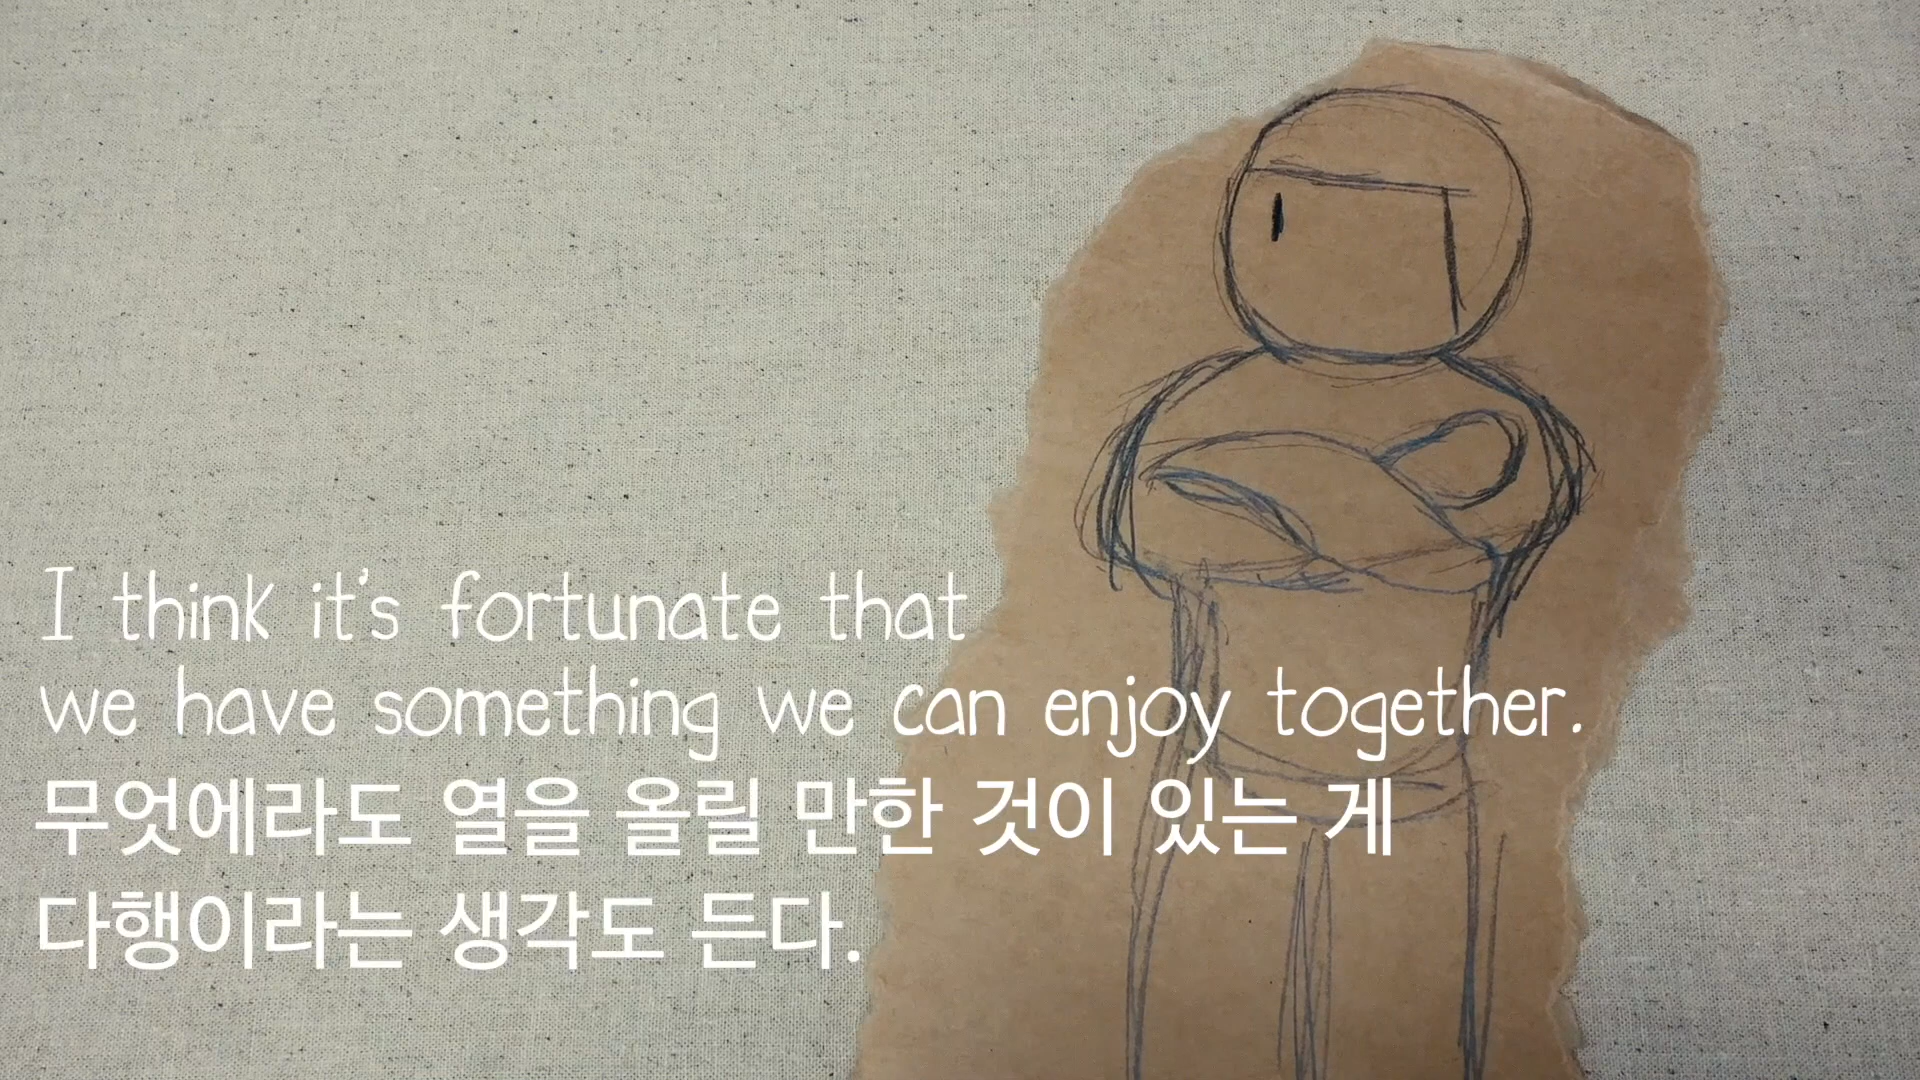 I think it's fortunate that
we have something we can enjoy together.
무엇에라도 열을 올릴 만한 것이 있는 게
다행이라는 생각도 든다.